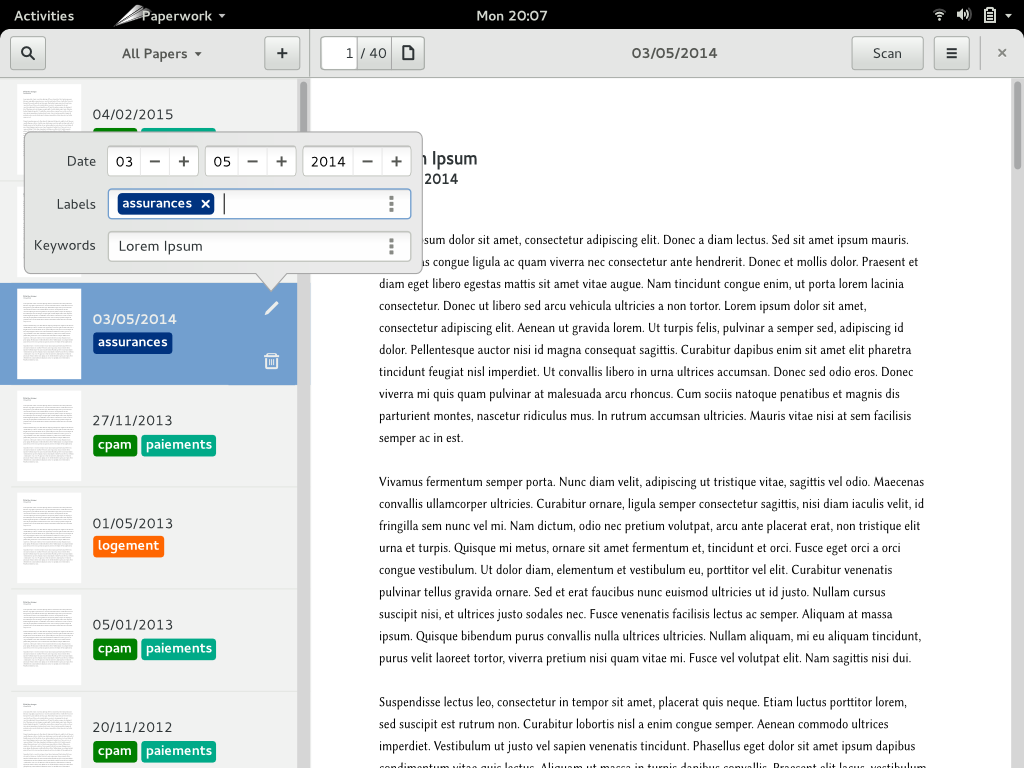 Activities Paperwork Mon 20:07
All Papers + 1 / 40 03/05/2014 Scan
04/02/2015
Date 03 − + 05 − + 2014 − +
Labels assurances
Keywords Lorem Ipsum
03/05/2014
assurances
27/11/2013
cpam paiements
01/05/2013
logement
05/01/2013
cpam paiements
20/11/2012
cpam paiements
Ipsum
2014
sum dolor sit amet, consectetur adipiscing elit. Donec a diam lectus. Sed sit amet ipsum mauris.
s congue ligula ac quam viverra nec consectetur ante hendrerit. Donec et mollis dolor. Praesent et
diam eget libero egestas mattis sit amet vitae augue. Nam tincidunt congue enim, ut porta lorem lacinia
consectetur. Donec ut libero sed arcu vehicula ultricies a non tortor. Lorem ipsum dolor sit amet,
consectetur adipiscing elit. Aenean ut gravida lorem. Ut turpis felis, pulvinar a semper sed, adipiscing id
dolor. Pellentesque auctor nisi id magna consequat sagittis. Curabitur dapibus enim sit amet elit pharetra
tincidunt feugiat nisl imperdiet. Ut convallis libero in urna ultrices accumsan. Donec sed odio eros. Donec
viverra mi quis quam pulvinar at malesuada arcu rhoncus. Cum sociis natoque penatibus et magnis dis
parturient montes, nascetur ridiculus mus. In rutrum accumsan ultricies. Mauris vitae nisi at sem facilisis
semper ac in est.
Vivamus fermentum semper porta. Nunc diam velit, adipiscing ut tristique vitae, sagittis vel odio. Maecenas
convallis ullamcorper ultricies. Curabitur ornare, ligula semper consectetur sagittis, nisi diam iaculis velit, id
fringilla sem nunc vel mi. Nam dictum, odio nec pretium volutpat, arcu ante placerat erat, non tristique elit
urna et turpis. Quisque mi metus, ornare sit amet fermentum et, tincidunt et orci. Fusce eget orci a orci
congue vestibulum. Ut dolor diam, elementum et vestibulum eu, porttitor vel elit. Curabitur venenatis
pulvinar tellus gravida ornare. Sed et erat faucibus nunc euismod ultricies ut id justo. Nullam cursus
suscipit nisi, et ultrices justo sodales nec. Fusce venenatis facilisis lectus ac semper. Aliquam at massa
ipsum. Quisque bibendum purus convallis nulla ultrices ultricies. Nullam aliquam, mi eu aliquam tincidunt,
purus velit laoreet tortor, viverra pretium nisi quam vitae mi. Fusce vel volutpat elit. Nam sagittis nisi dui.
Suspendisse lectus leo, consectetur in tempor sit amet, placerat quis neque. Etiam luctus porttitor lorem,
sed suscipit est rutrum non. Curabitur lobortis nisl a enim congue semper. Aenean commodo ultrices
imperdiet. Vestibulum ut justo vel sapien venenatis tincidunt. Phasellus eget dolor sit amet ipsum dapibus
condimentum vitae quis lectus. Aliquam ut massa in turpis dapibus convallis. Praesent elit lacus, vestibulum